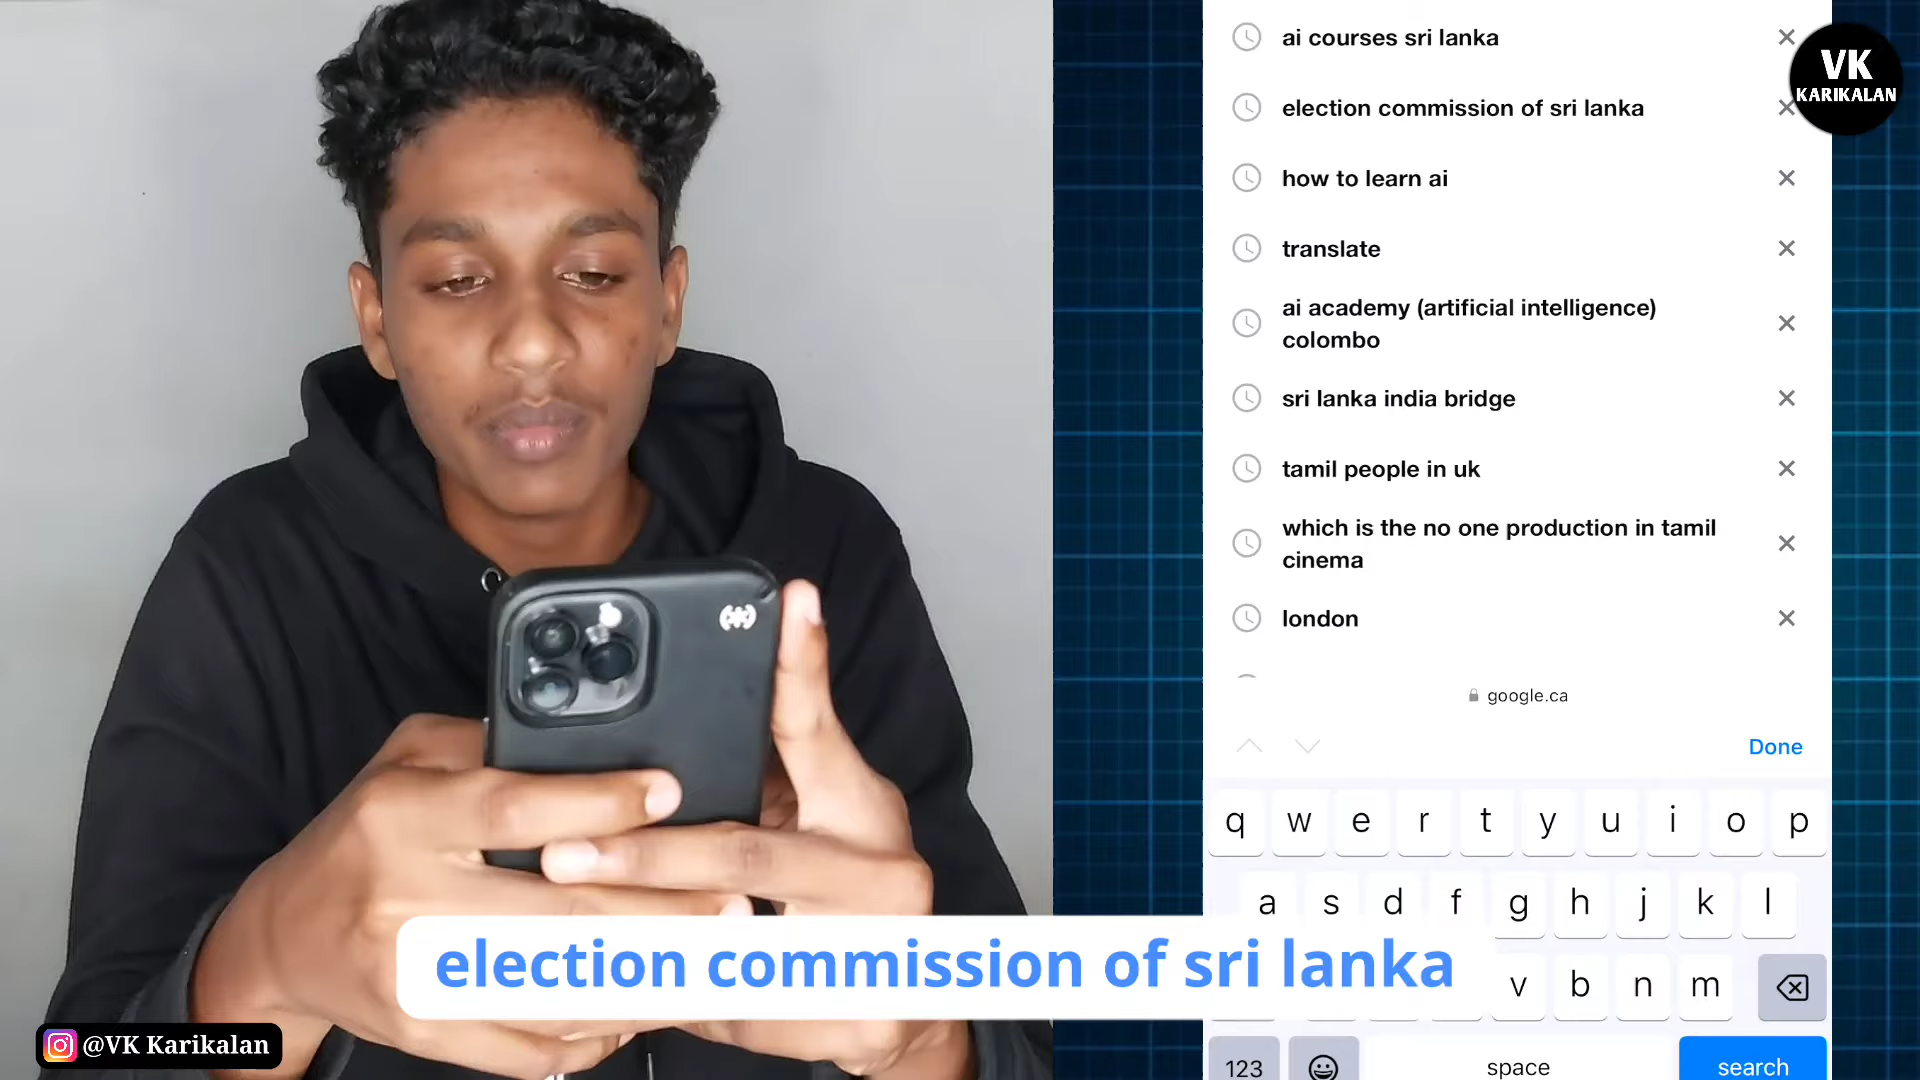 ai courses sri lanka
election commission of sri lanka
how to learn ai
translate
ai academy (artificial intelligence)
colombo
sri lanka india bridge
tamil people in uk
which is the no one production in tamil
cinema
london
google.ca
Done
q w e r t y u i o p
a s d f g h j k l
v b n m
123
space
search
VK
KARIKALAN
election commission of sri lanka
@VK Karikalan